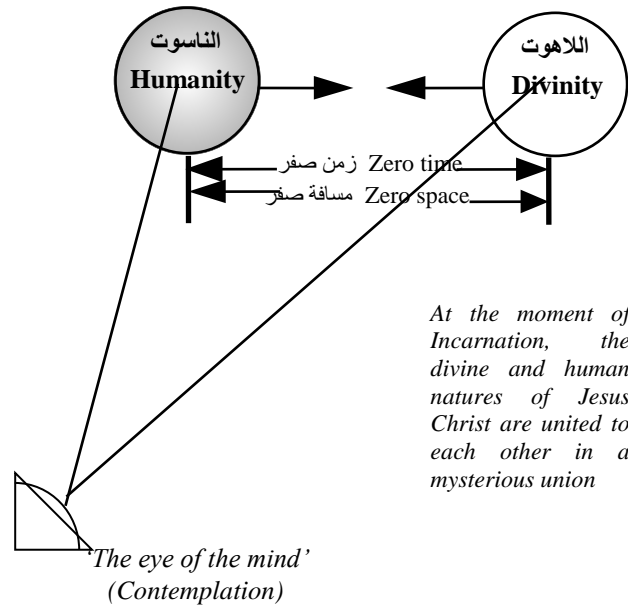 الناسوت
Humanity
اللاهوت
Divinity
زمن صفر Zero time
مسافة صفر Zero space
At the moment of
Incarnation, the
divine and human
natures of Jesus
Christ are united to
each other in a
mysterious union
‘The eye of the mind’
(Contemplation)